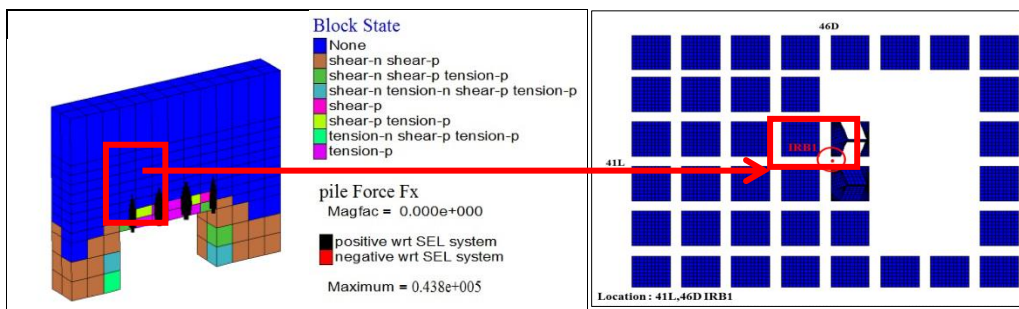 Block State
None
shear-n shear-p
shear-n shear-p tension-p
shear-n tension-n shear-p tension-p
shear-p
shear-p tension-p
tension-n shear-p tension-p
tension-p
pile Force Fx
Magfac = 0.000e+000
positive wrt SEL system
negative wrt SEL system
Maximum = 0.438e+005
46D
IRB1
41L
Location : 41L,46D IRB1